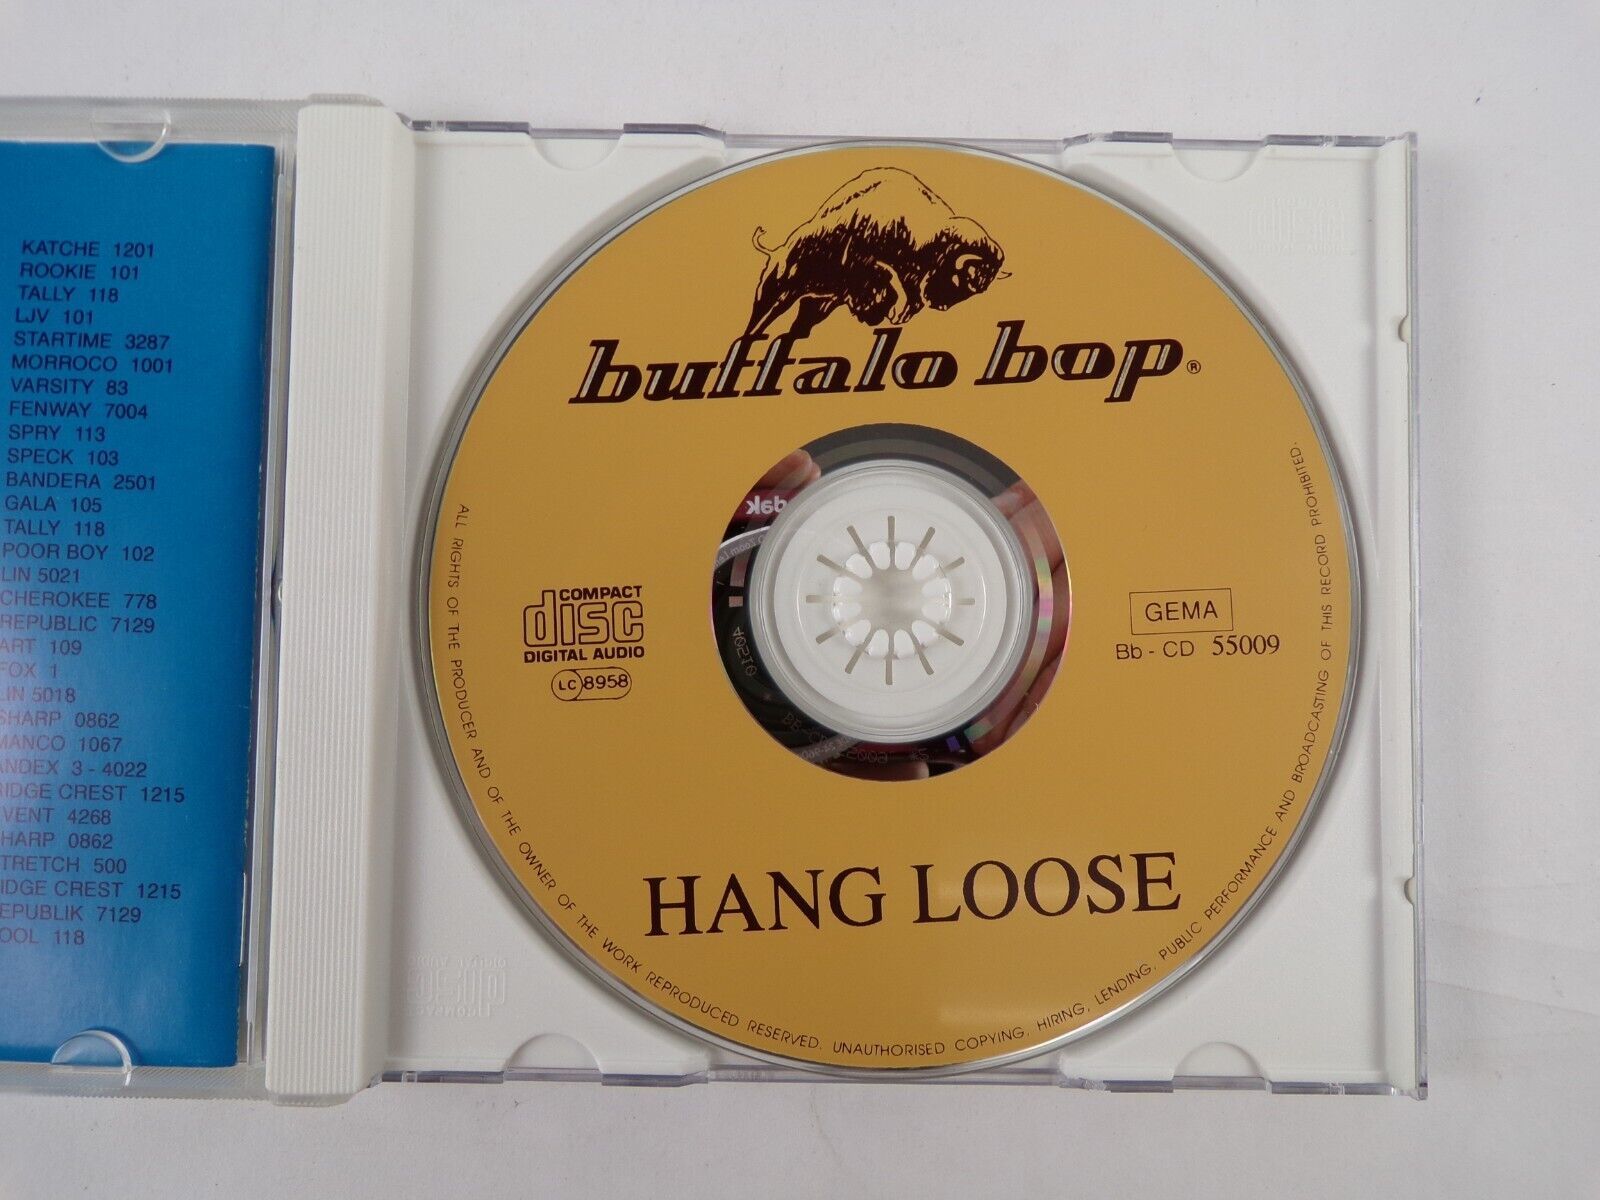 KATCHE 1201
ROOKIE 101
TALLY 118
LJV 101
STARTIME 3287
MORROCO 1001
VARSITY 83
FENWAY 7004
SPRY 113
SPECK 103
BANDERA 2501
GALA 105
TALLY 118
POOR BOY 102
LIN 5021
CHEROKEE 778
REPUBLIC 7129
ART 109
FOX 1
LIN 5018
SHARP 0862
MANCO 1067
ANDEX 3 - 4022
RIDGE CREST 1215
VENT 4268
HARP 0862
TRETCH 500
IDGE CREST 1215
EPUBLIK 7129
OOL 118
buffalo bop ®
COMPACT
disc
DIGITAL AUDIO
LC 8958
GEMA
Bb - CD 55009
HANG LOOSE
ALL RIGHTS OF THE PRODUCER AND OF THE OWNER OF THE WORK REPRODUCED RESERVED. UNAUTHORISED COPYING, HIRING, LENDING, PUBLIC PERFORMANCE AND BROADCASTING OF THIS RECORD PROHIBITED.